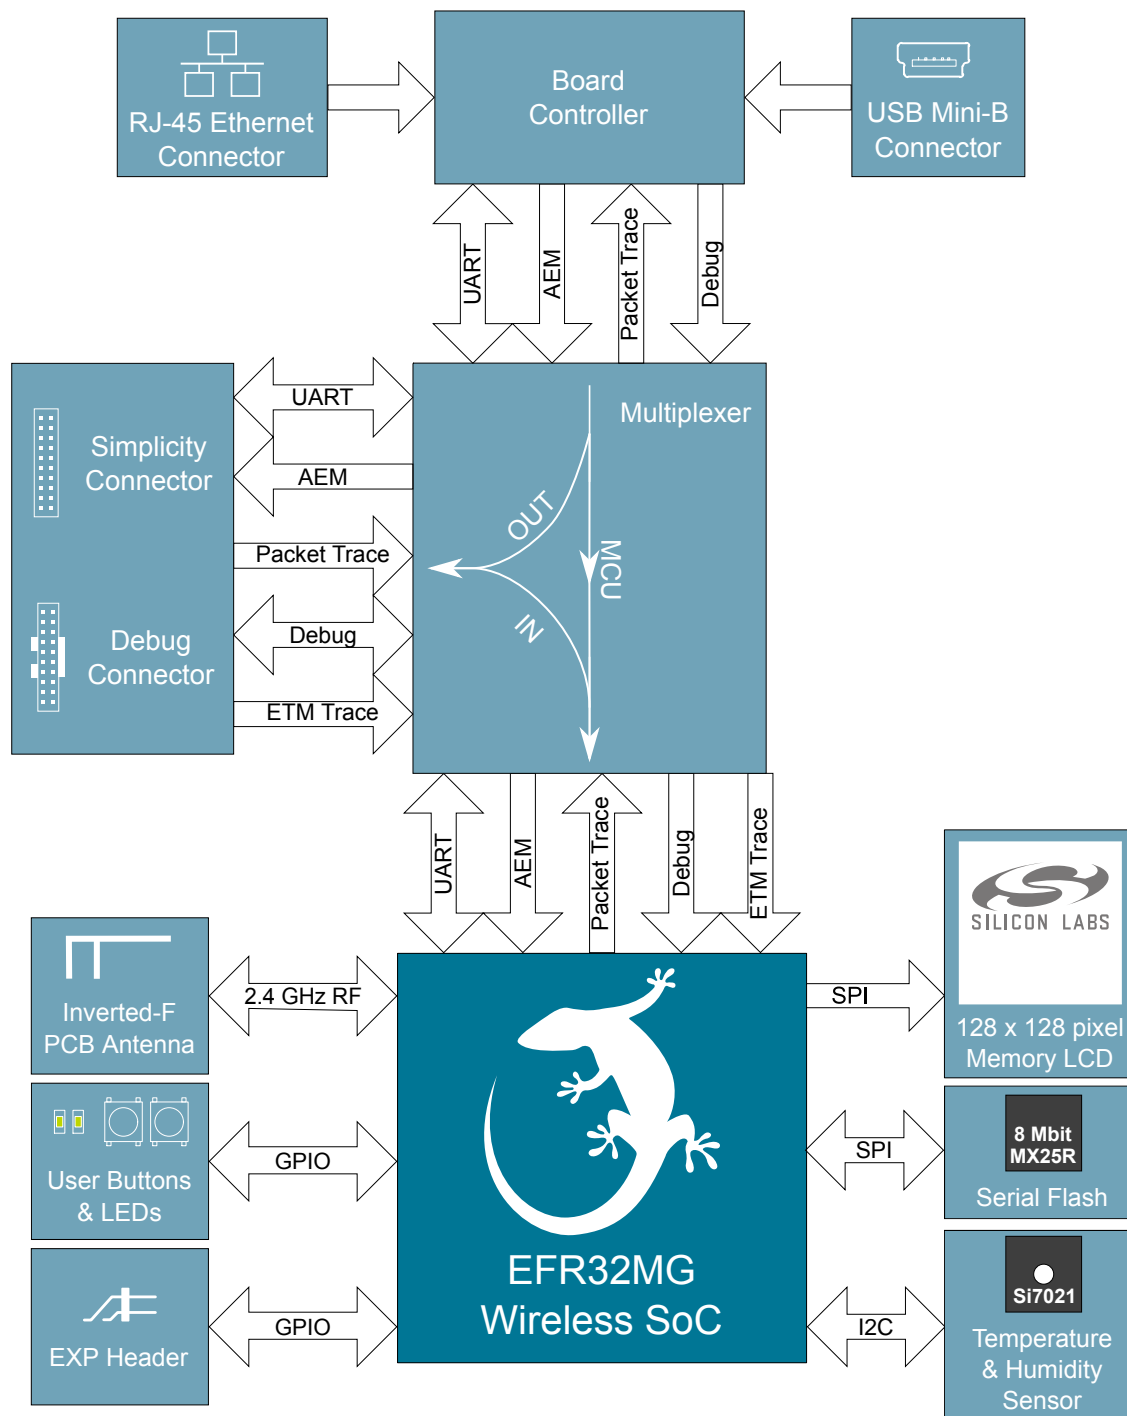 RJ-45 Ethernet
Connector
Board
Controller
USB Mini-B
Connector
UART
AEM
Packet Trace
Debug
Simplicity
Connector
Debug
Connector
UART
AEM
Packet Trace
Debug
ETM Trace
Multiplexer
OUT
MCU
IN
UART
AEM
Packet Trace
Debug
ETM Trace
Inverted-F
PCB Antenna
2.4 GHz RF
User Buttons
& LEDs
GPIO
EXP Header
GPIO
EFR32MG
Wireless SoC
SPI
SILICON LABS
128 x 128 pixel
Memory LCD
SPI
8 Mbit
MX25R
Serial Flash
I2C
Si7021
Temperature
& Humidity
Sensor